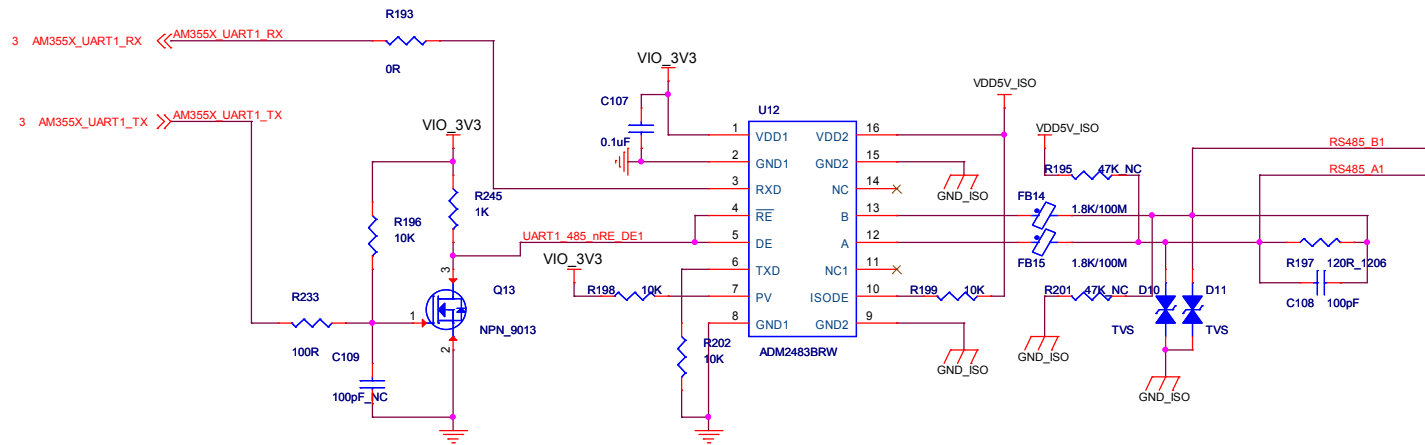 R193
3 AM355X_UART1_RX
AM355X_UART1_RX
0R
VIO_3V3
VDD5V_ISO
C107
0.1uF
U12
3 AM355X_UART1_TX
AM355X_UART1_TX
VIO_3V3
VDD5V_ISO
1 VDD1 VDD2 16
2 GND1 GND2 15
3 RXD NC 14
4 RE B 13
5 DE A 12
6 TXD NC1 11
7 PV ISODE 10
8 GND1 GND2 9
ADM2483BRW
RS485_B1
RS485_A1
R195 47K_NC
GND_ISO
FB14
1.8K/100M
R245
1K
R196
10K
UART1_485_nRE_DE1
VIO_3V3
FB15
1.8K/100M
R197 120R_1206
3
Q13
R198 10K
R199 10K
R201 47K_NC
D10
D11
C108 100pF
R233
100R
1
NPN_9013
2
TVS
TVS
C109
100pF_NC
R202
10K
GND_ISO
GND_ISO
GND_ISO